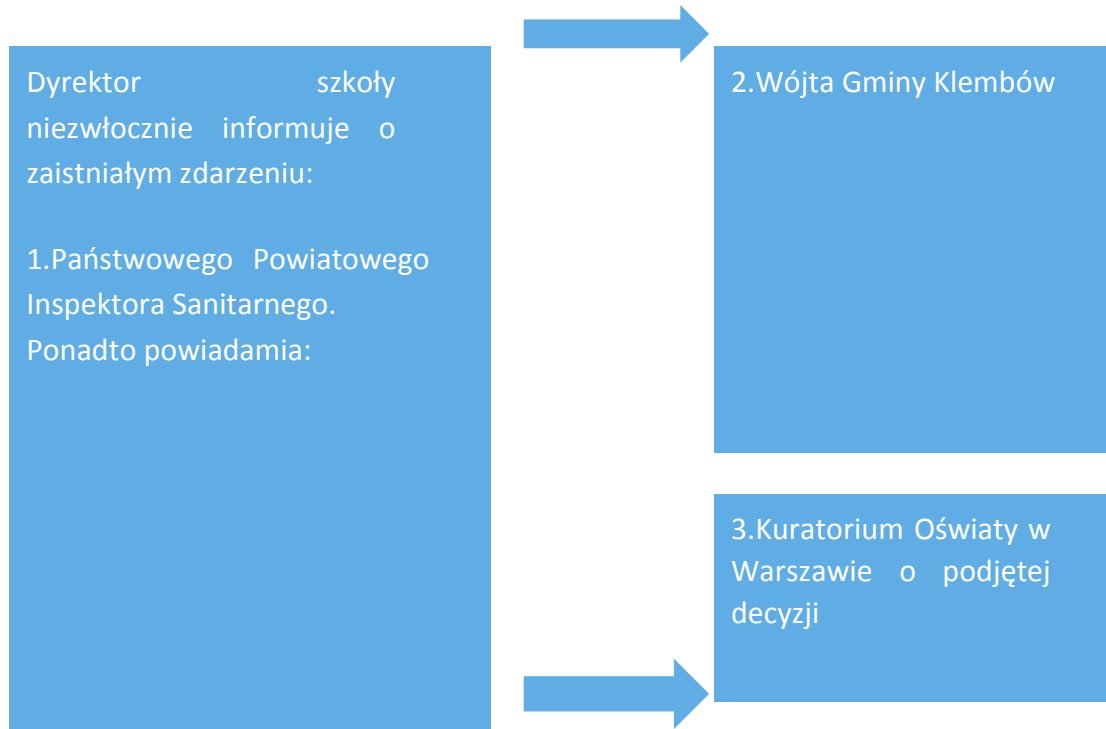 Dyrektor szkoły
niezwłocznie informuje o
zaistniałym zdarzeniu:
1.Państwowego Powiatowego
Inspektora Sanitarnego.
Ponadto powiadamia:
2.Wójta Gminy Klembów
3.Kuratorium Oświaty w
Warszawie o podjętej
decyzji